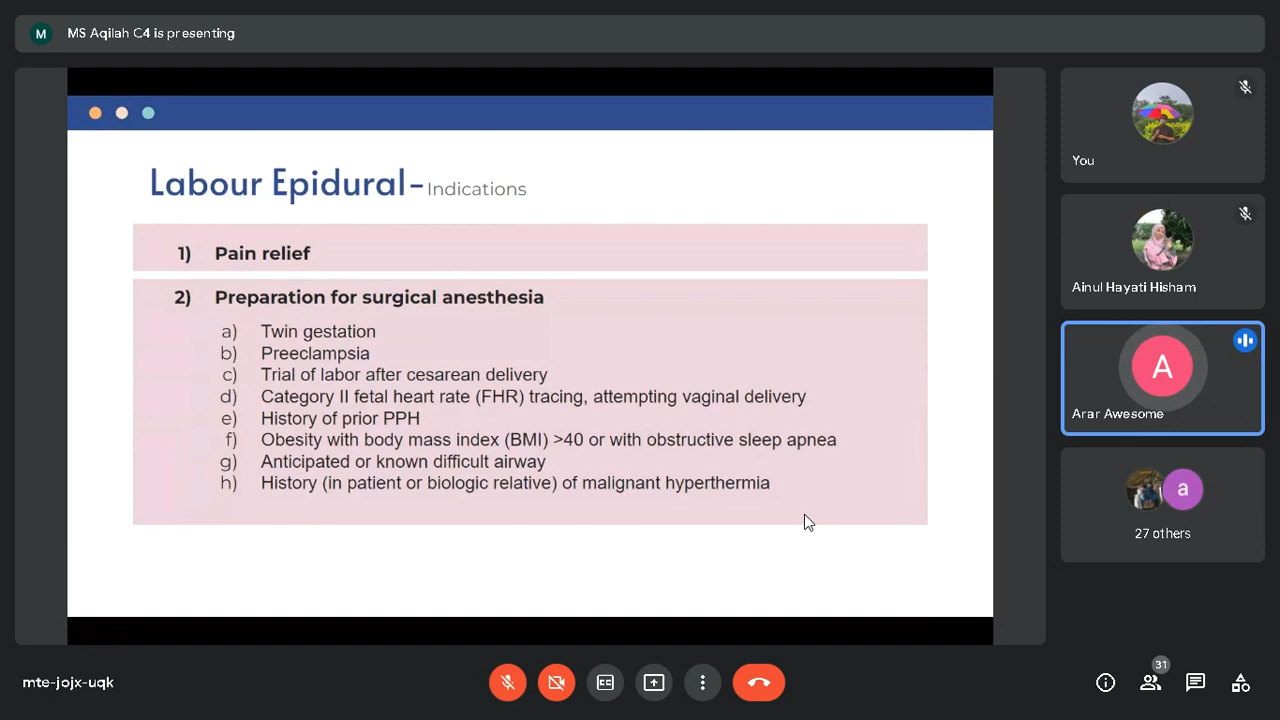 M MS Aqilah C4 is presenting
Labour Epidural- Indications
1) Pain relief
2) Preparation for surgical anesthesia
a) Twin gestation
b) Preeclampsia
c) Trial of labor after cesarean delivery
d) Category II fetal heart rate (FHR) tracing, attempting vaginal delivery
e) History of prior PPH
f) Obesity with body mass index (BMI) >40 or with obstructive sleep apnea
g) Anticipated or known difficult airway
h) History (in patient or biologic relative) of malignant hyperthermia
You
Ainul Hayati Hisham
A
Arar Awesome
a
27 others
mte-jojx-uqk
CC
31